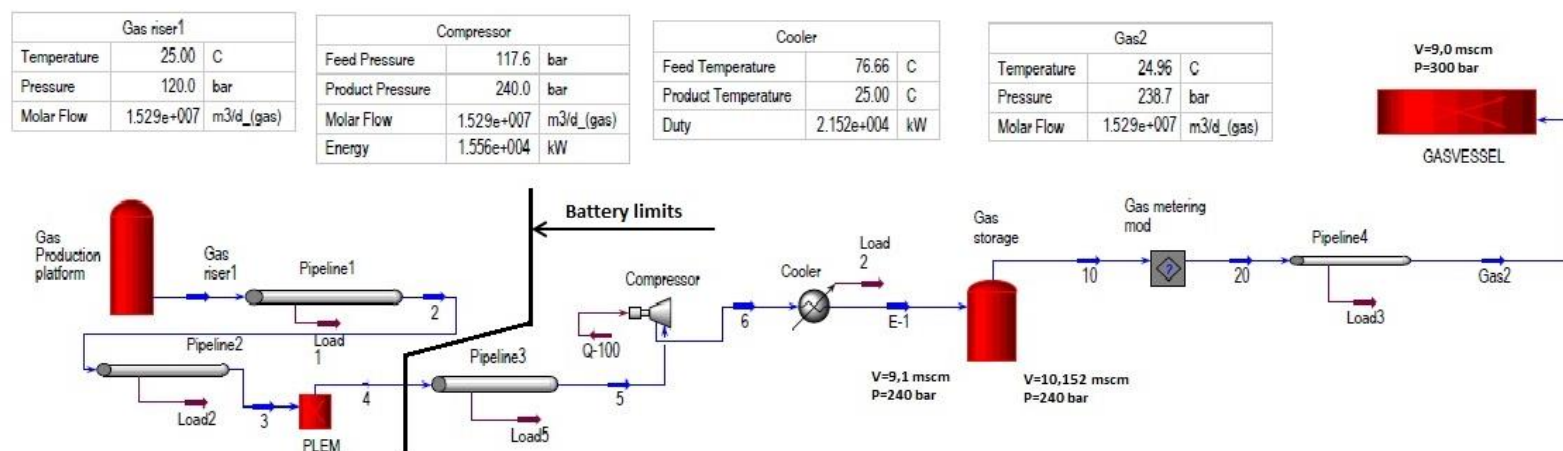 Gas riser1
Temperature 25.00 C
Pressure 120.0 bar
Molar Flow 1.529e+007 m3/d_(gas)
Compressor
Feed Pressure 117.6 bar
Product Pressure 240.0 bar
Molar Flow 1.529e+007 m3/d_(gas)
Energy 1.556e+004 kW
Cooler
Feed Temperature 76.66 C
Product Temperature 25.00 C
Duty 2.152e+004 kW
Gas2
Temperature 24.96 C
Pressure 238.7 bar
Molar Flow 1.529e+007 m3/d_(gas)
V=9,0 mscm
P=300 bar
GASVESSEL
Battery limits
Gas
Production
platform
Gas
riser1
Pipeline1
2
Load
1
Pipeline2
Load2
3
PLEM
4
Pipeline3
Load5
5
Compressor
Q-100
6
Cooler
Load
2
E-1
Gas
storage
V=9,1 mscm
P=240 bar
V=10,152 mscm
P=240 bar
10
Gas metering
mod
?
20
Pipeline4
Load3
Gas2